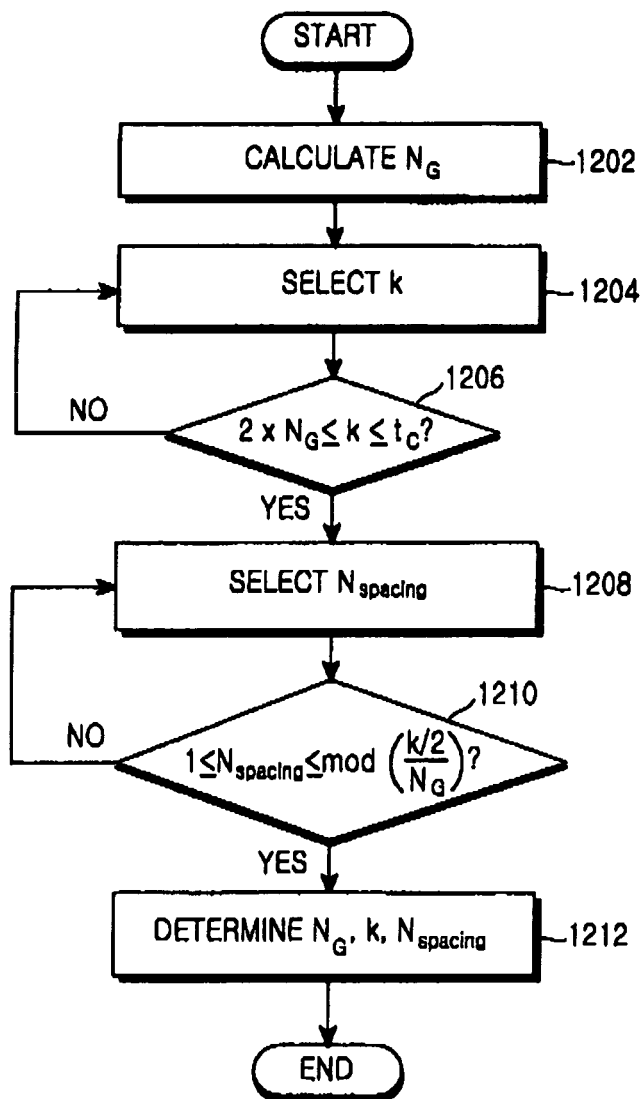 START
CALCULATE N_G
1202
SELECT k
1204
1206
2 x N_G ≤ k ≤ t_C?
NO
YES
SELECT N_spacing
1208
1210
1 ≤ N_spacing ≤ mod (k/2 / N_G)?
NO
YES
DETERMINE N_G, k, N_spacing
1212
END